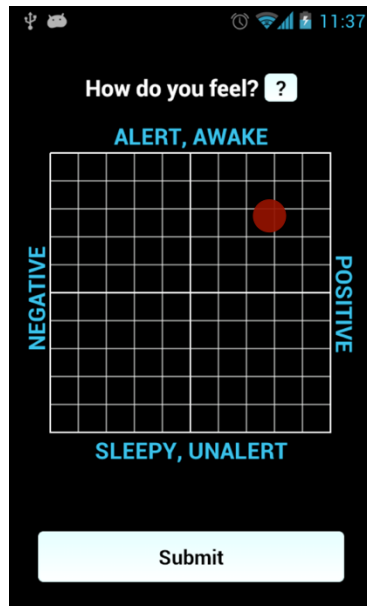 11:37
How do you feel? ?
ALERT, AWAKE
NEGATIVE
POSITIVE
SLEEPY, UNALERT
Submit